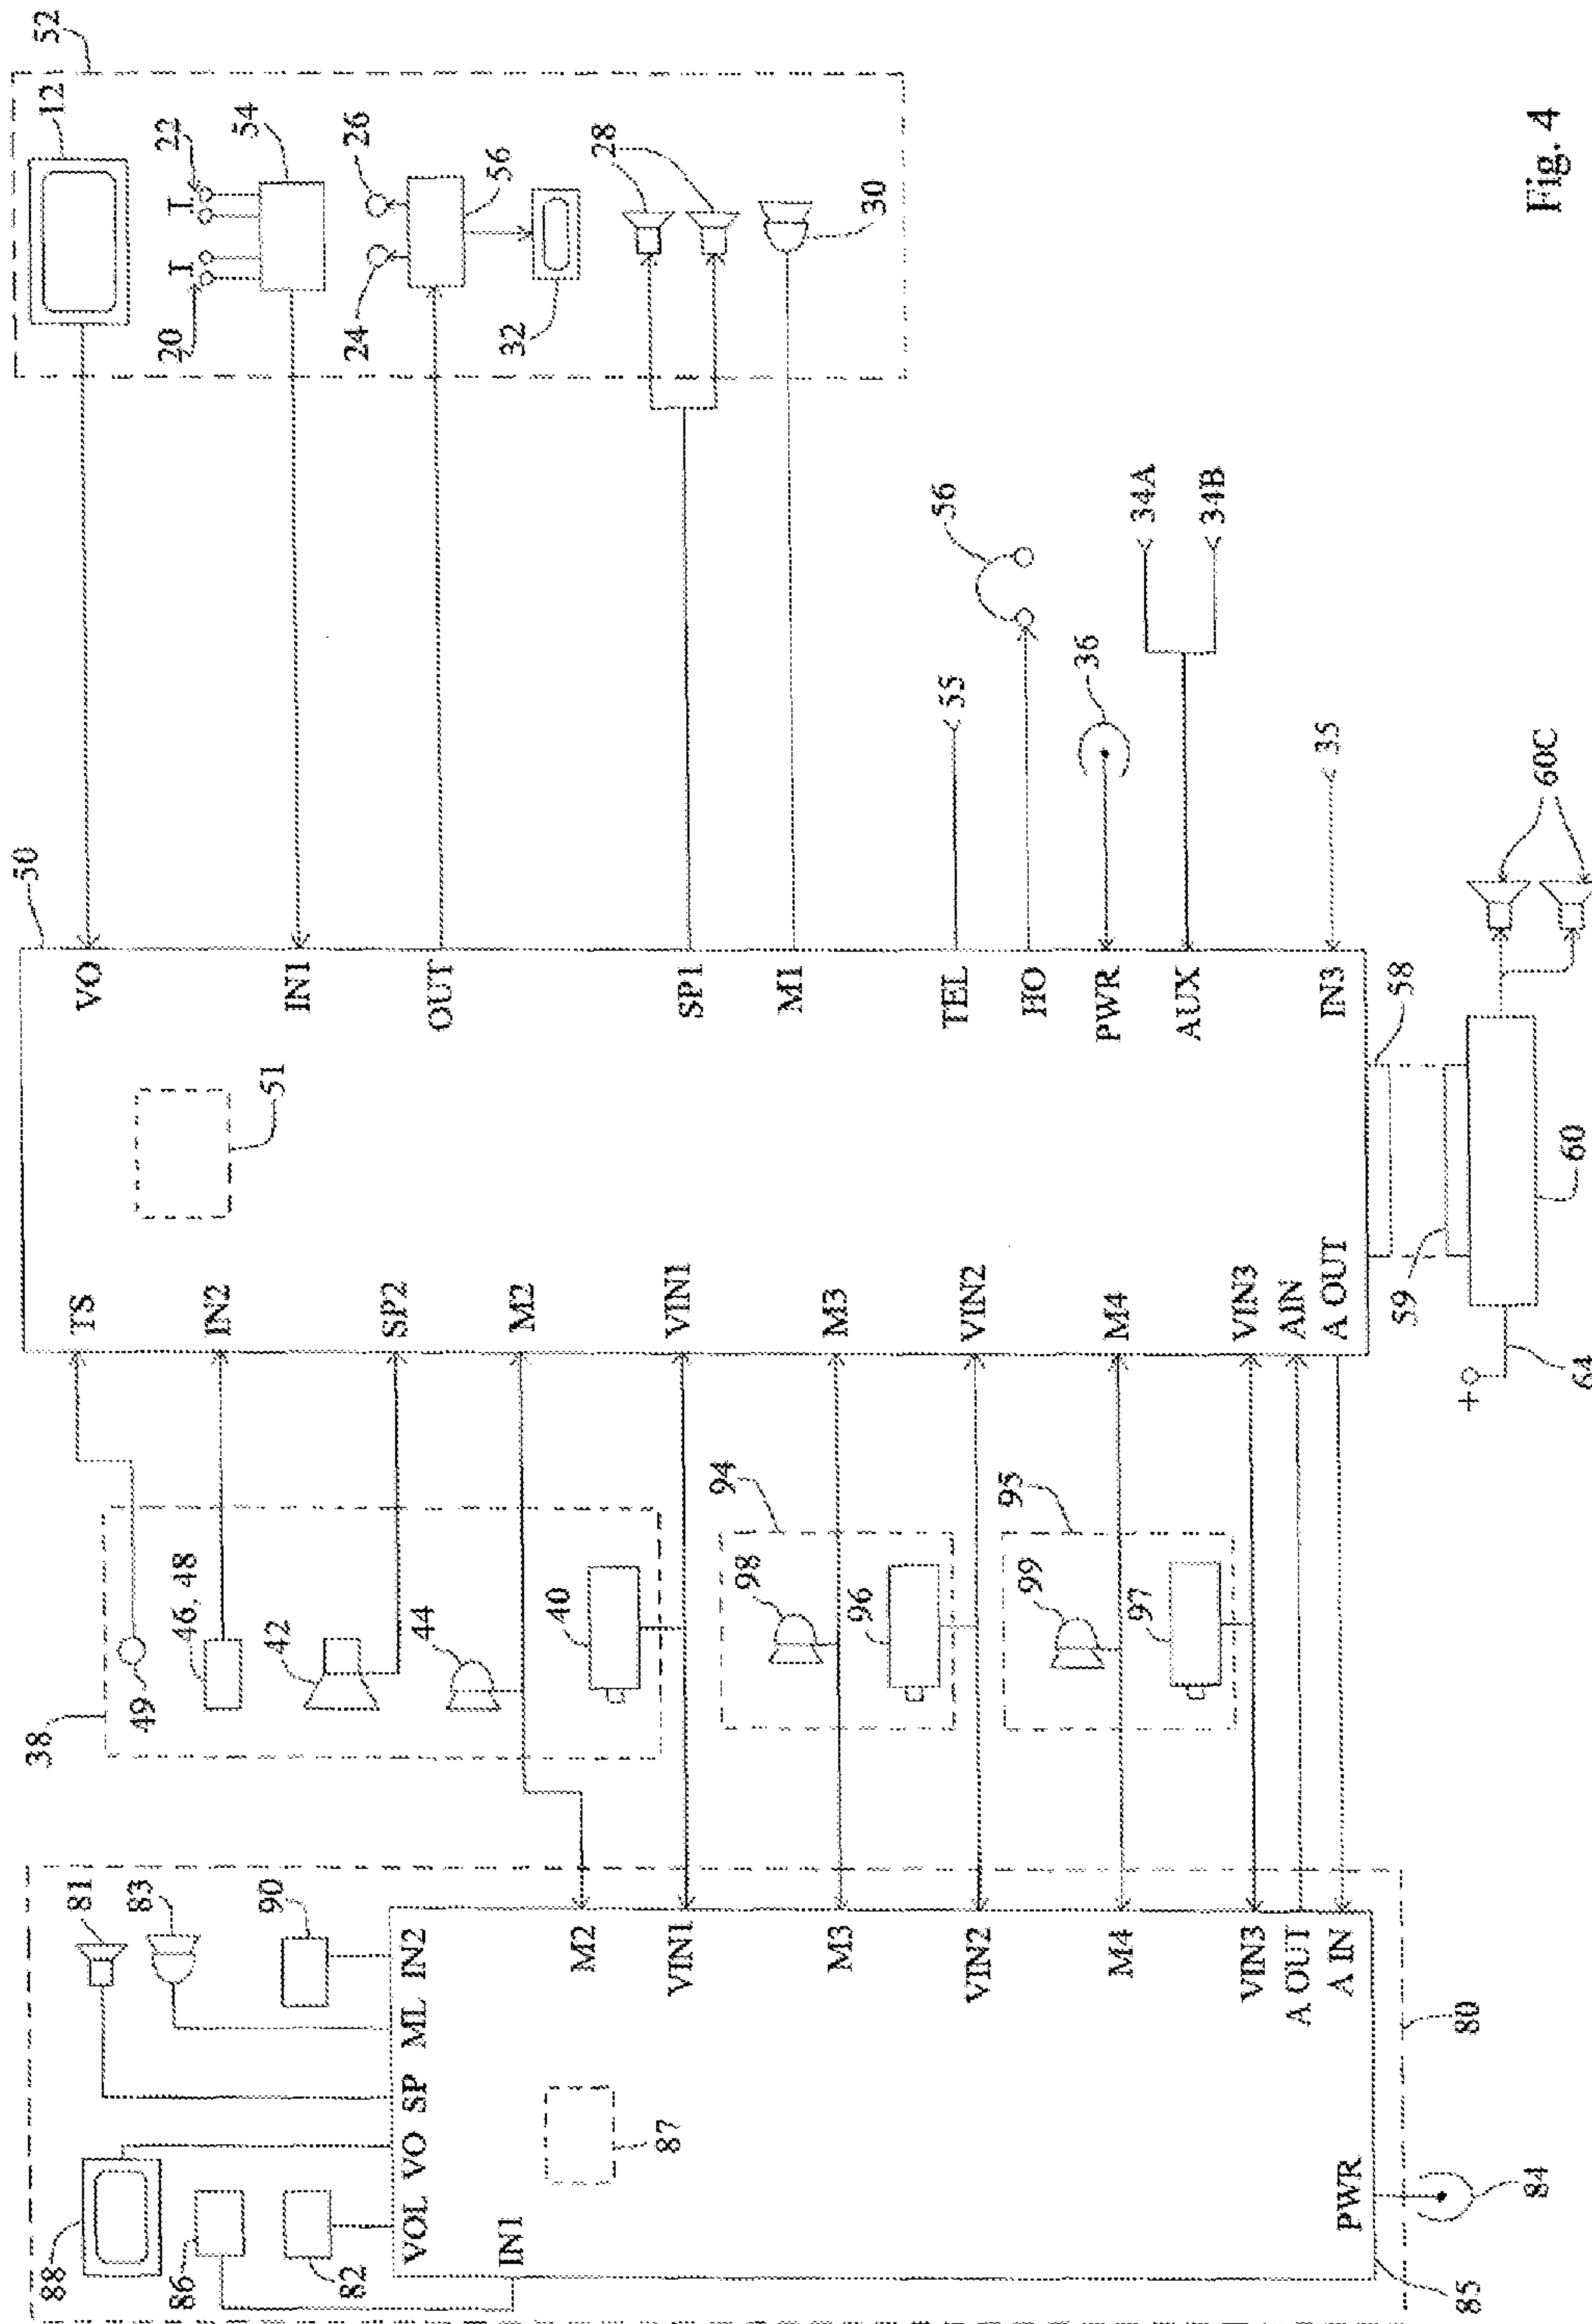 52
12
22
54
20
26
24
56
32
28
30
50
VO
IN1
OUT
SP1
M1
TEL
HO
PWR
AUX
IN3
55
56
36
34A
34B
35
51
TS
IN2
SP2
M2
VIN1
M3
VIN2
M4
VIN3
AIN
A OUT
58
59
60
60C
64
+
38
49
46, 48
42
44
40
94
98
96
95
99
97
81
83
90
88
86
82
VOL
VO
SP
ML
IN2
IN1
87
M2
VIN1
M3
VIN2
M4
VIN3
A OUT
A IN
PWR
80
84
85
Fig. 4